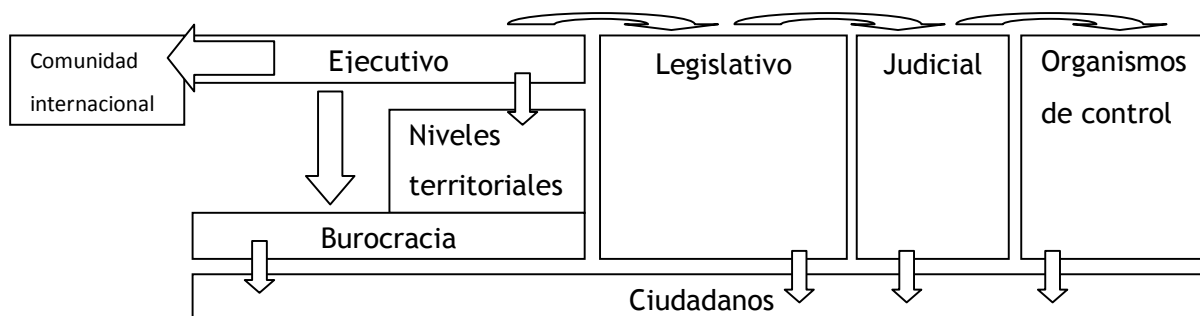 Comunidad
internacional
Ejecutivo
Legislativo
Judicial
Organismos
de control
Niveles
territoriales
Burocracia
Ciudadanos